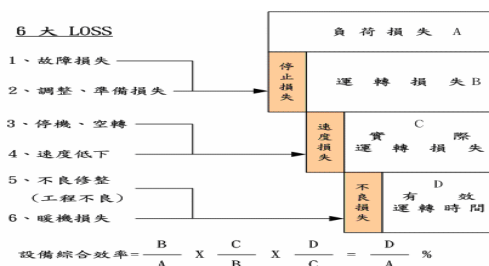 6 大 LOSS
1、故障損失
2、調整、準備損失
3、停機、空轉
4、速度低下
5、不良修整
(工程不良)
6、暖機損失
負荷損失 A
停止損失
運轉損失B
速度損失
C
實際
運轉損失
不良損失
D
有效
運轉時間
設備綜合效率= B/A X C/B X D/C = D/A %